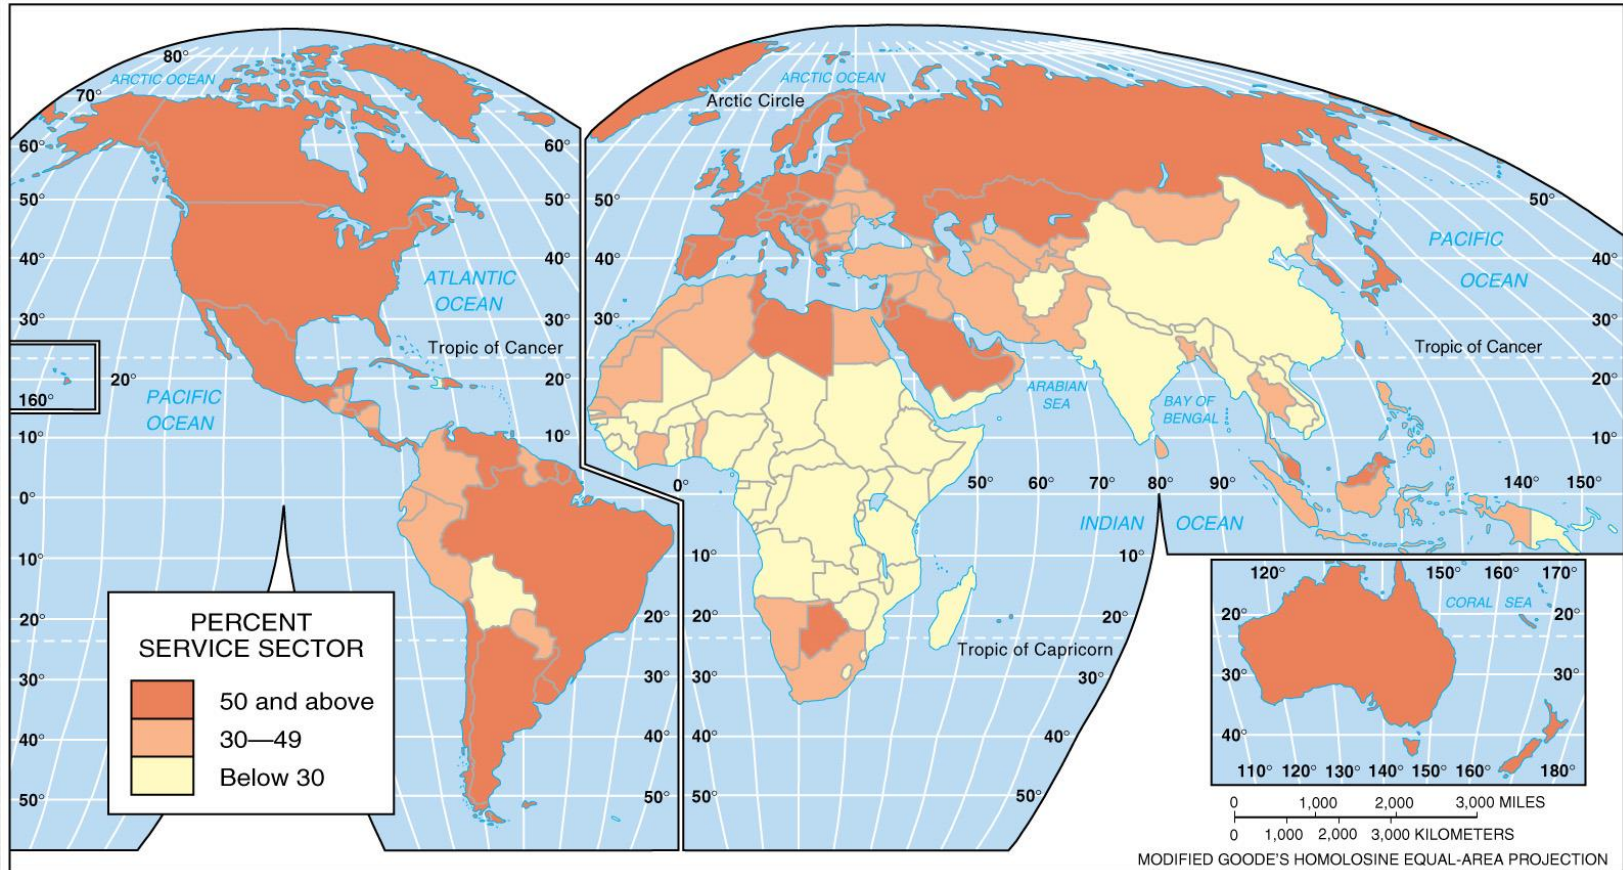 80°
ARCTIC OCEAN
70°
60°
50°
40°
30°
160°
20°
10°
0°
10°
20°
30°
40°
50°
60°
50°
40°
30°
Tropic of Cancer
20°
10°
ATLANTIC
OCEAN
PACIFIC
OCEAN
20°
30°
40°
50°
ARCTIC OCEAN
Arctic Circle
50°
40°
30°
50°
40°
30°
20°
10°
PACIFIC
OCEAN
Tropic of Cancer
ARABIAN
SEA
BAY OF
BENGAL
0°
50°
60°
70°
80°
90°
140°
150°
INDIAN
OCEAN
10°
20°
30°
40°
50°
10°
20°
Tropic of Capricorn
30°
40°
50°
PERCENT
SERVICE SECTOR
50 and above
30—49
Below 30
120°
150°
160°
170°
CORAL SEA
20°
30°
40°
20°
30°
40°
110°
120°
130°
140°
150°
160°
180°
0 1,000 2,000 3,000 MILES
0 1,000 2,000 3,000 KILOMETERS
MODIFIED GOODE'S HOMOLOSINE EQUAL-AREA PROJECTION